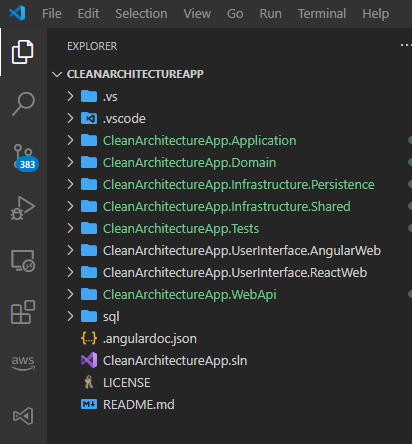 File Edit Selection View Go Run Terminal Help
EXPLORER
CLEANARCHITECTUREAPP
.vs
.vscode
CleanArchitectureApp.Application
CleanArchitectureApp.Domain
383
CleanArchitectureApp.Infrastructure.Persistence
CleanArchitectureApp.Infrastructure.Shared
CleanArchitectureApp.Tests
CleanArchitectureApp.UserInterface.AngularWeb
CleanArchitectureApp.UserInterface.ReactWeb
CleanArchitectureApp.WebApi
sql
.angulardoc.json
CleanArchitectureApp.sln
aws
LICENSE
README.md